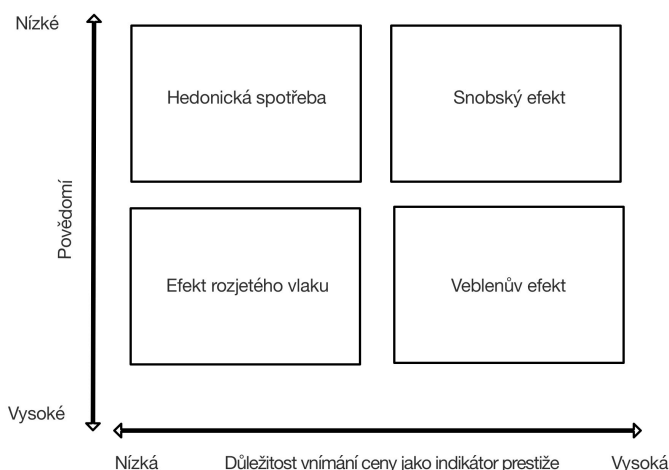 Nízké
Hedonická spotřeba
Snobský efekt
Povědomí
Efekt rozjetého vlaku
Veblenův efekt
Vysoké
Nízká
Důležitost vnímání ceny jako indikátor prestiže
Vysoká